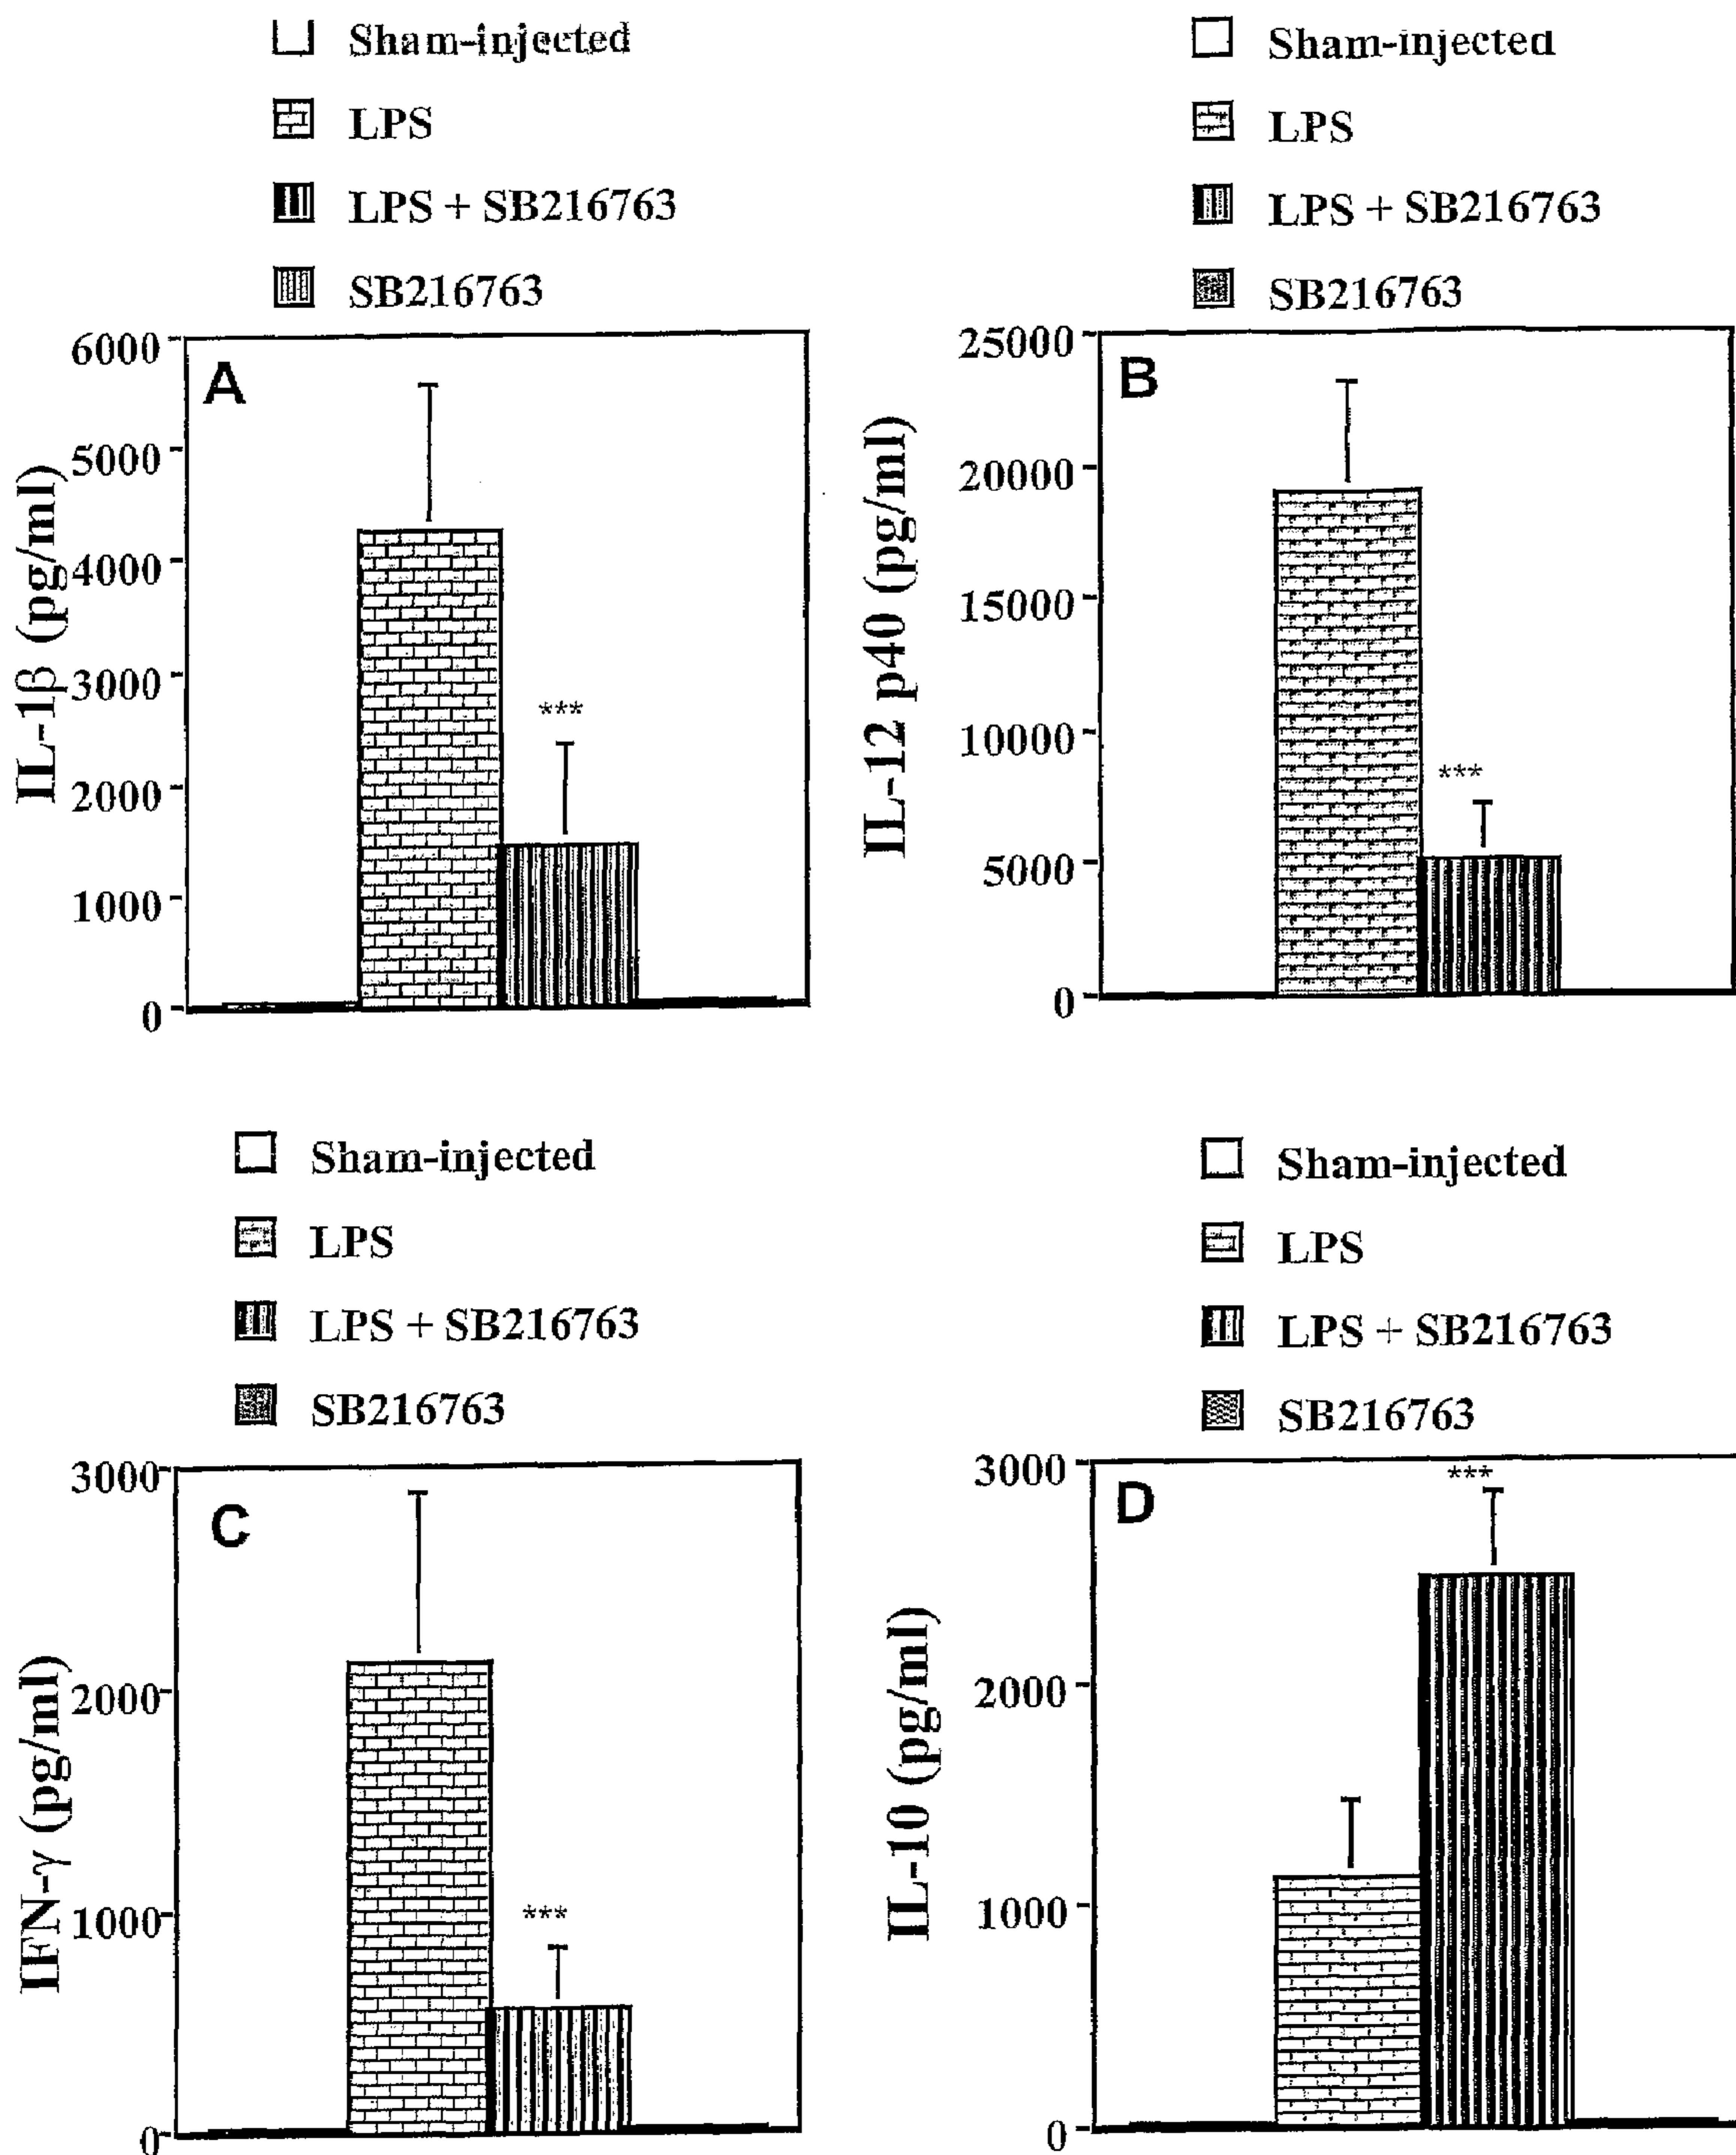 Sham-injected
LPS
LPS + SB216763
SB216763
6000
5000
4000
3000
2000
1000
0
IL-1β (pg/ml)
A
***
Sham-injected
LPS
LPS + SB216763
SB216763
25000
20000
15000
10000
5000
0
IL-12 p40 (pg/ml)
B
***
Sham-injected
LPS
LPS + SB216763
SB216763
3000
2000
1000
0
IFN-γ (pg/ml)
C
***
Sham-injected
LPS
LPS + SB216763
SB216763
3000
2000
1000
0
IL-10 (pg/ml)
D
***